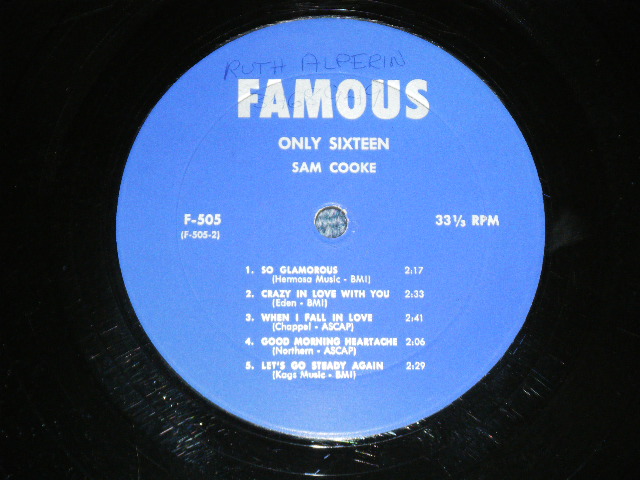 RUTH ALPERIN
FAMOUS
ONLY SIXTEEN
SAM COOKE
F-505
(F-505-2)
33 1/3 RPM
1. SO GLAMOROUS 2:17
(Hermosa Music - BMI)
2. CRAZY IN LOVE WITH YOU 2:33
(Eden - BMI)
3. WHEN I FALL IN LOVE 2:41
(Chappel - ASCAP)
4. GOOD MORNING HEARTACHE 2:06
(Northern - ASCAP)
5. LET'S GO STEADY AGAIN 2:29
(Kags Music - BMI)